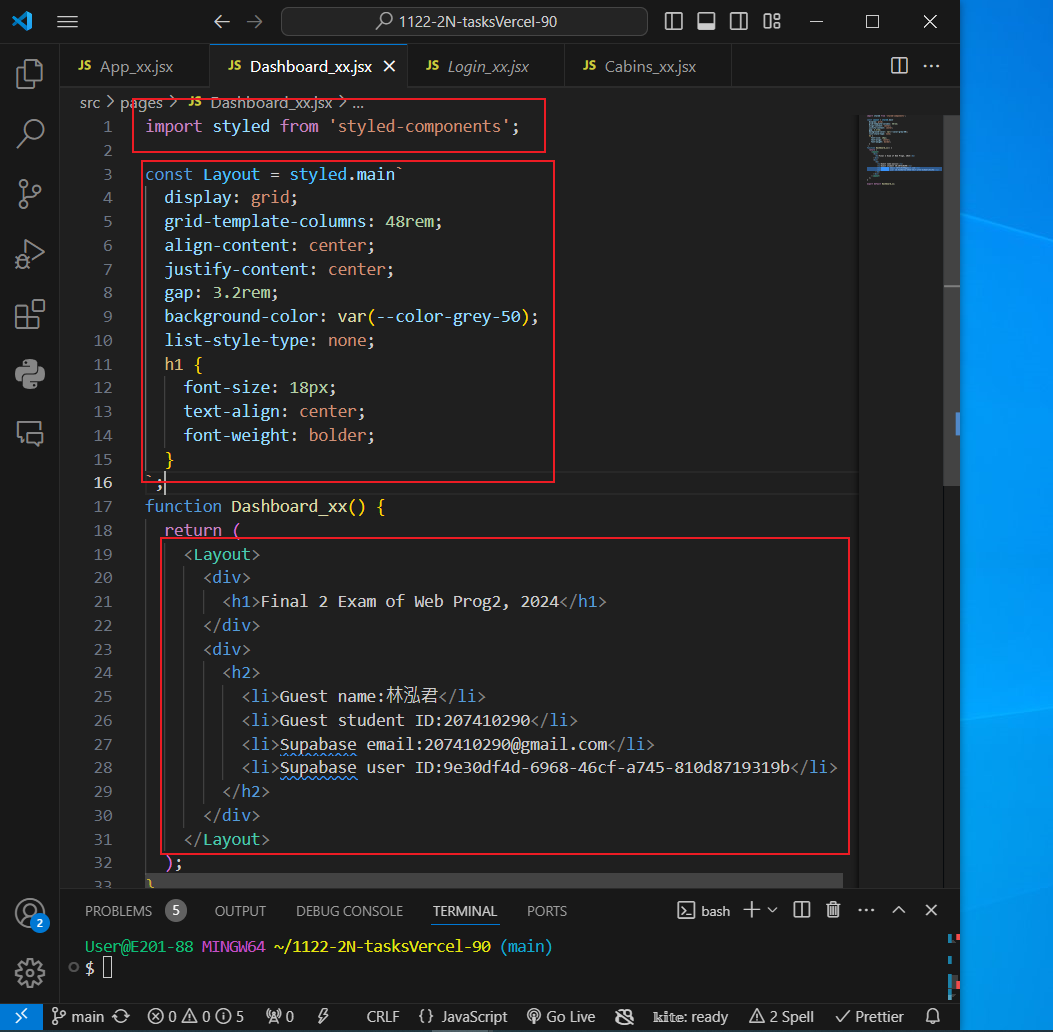 1122-2N-tasksVercel-90
JS App_xx.jsx
JS Dashboard_xx.jsx
JS Login_xx.jsx
JS Cabins_xx.jsx
src > pages > JS Dashboard_xx.jsx > ...
1 import styled from 'styled-components';
2
3 const Layout = styled.main`
4 display: grid;
5 grid-template-columns: 48rem;
6 align-content: center;
7 justify-content: center;
8 gap: 3.2rem;
9 background-color: var(--color-grey-50);
10 list-style-type: none;
11 h1 {
12 font-size: 18px;
13 text-align: center;
14 font-weight: bolder;
15 }
16 `;
17 function Dashboard_xx() {
18 return (
19 <Layout>
20 <div>
21 <h1>Final 2 Exam of Web Prog2, 2024</h1>
22 </div>
23 <div>
24 <h2>
25 <li>Guest name:林泓君</li>
26 <li>Guest student ID:207410290</li>
27 <li>Supabase email:207410290@gmail.com</li>
28 <li>Supabase user ID:9e30df4d-6968-46cf-a745-810d8719319b</li>
29 </h2>
30 </div>
31 </Layout>
32 );
33 }
2
PROBLEMS 5 OUTPUT DEBUG CONSOLE TERMINAL PORTS bash
User@E201-88 MINGW64 ~/1122-2N-tasksVercel-90 (main)
$
main 0 0 5 0 CRLF {} JavaScript Go Live kite: ready 2 Spell Prettier